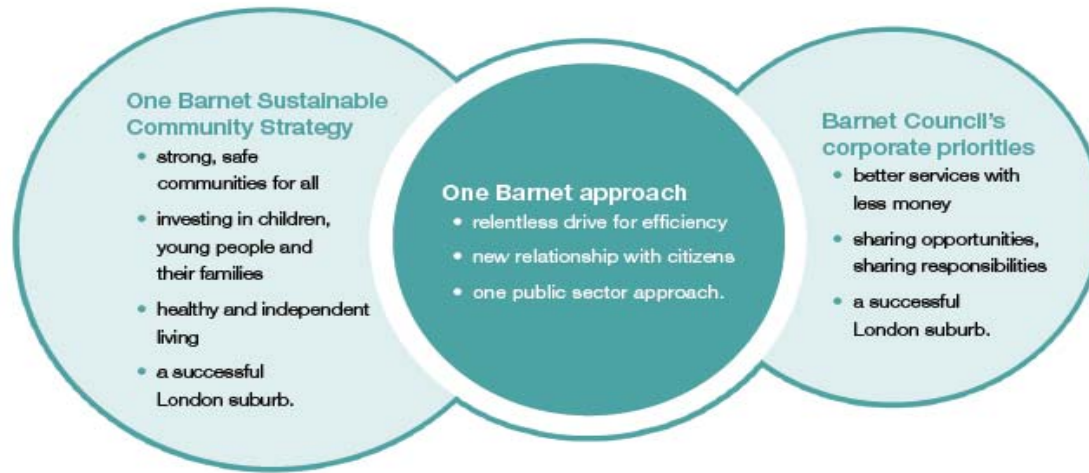 One Barnet Sustainable
Community Strategy
• strong, safe
communities for all
• investing in children,
young people and
their families
• healthy and independent
living
• a successful
London suburb.
One Barnet approach
• relentless drive for efficiency
• new relationship with citizens
• one public sector approach.
Barnet Council's
corporate priorities
• better services with
less money
• sharing opportunities,
sharing responsibilities
• a successful
London suburb.